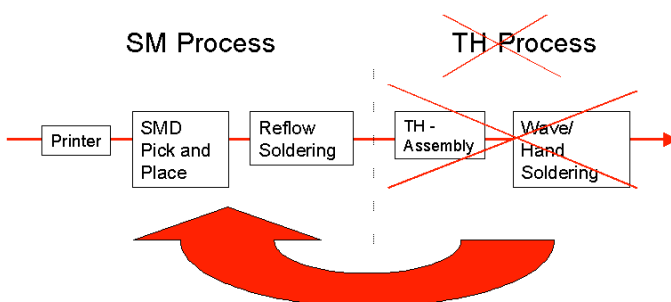 SM Process
TH Process
Printer
SMD
Pick and
Place
Reflow
Soldering
TH -
Assembly
Wave/
Hand
Soldering